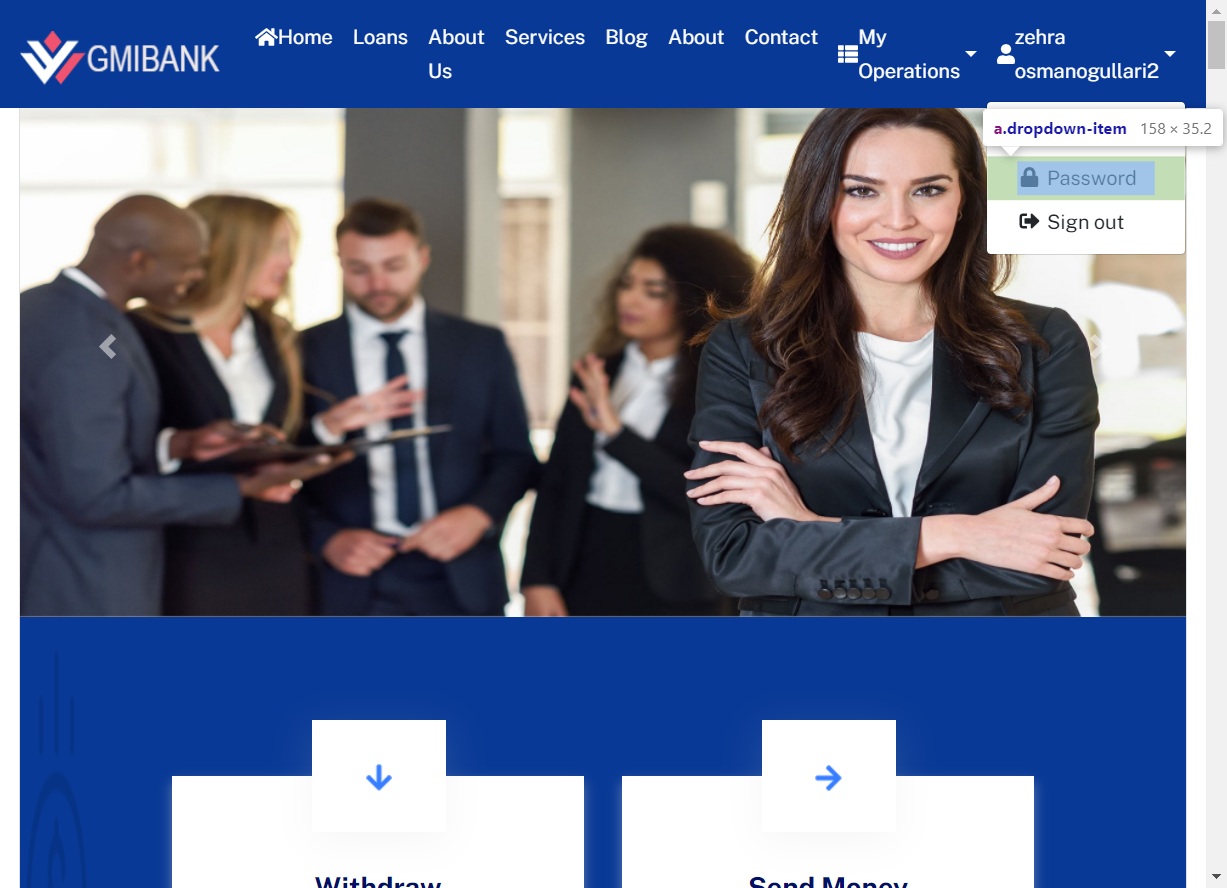 GMIBANK
Home Loans About Us Services Blog About Contact My Operations zehra osmanogullari2
a.dropdown-item 158 × 35.2
Password
Sign out
Withdraw Send Money